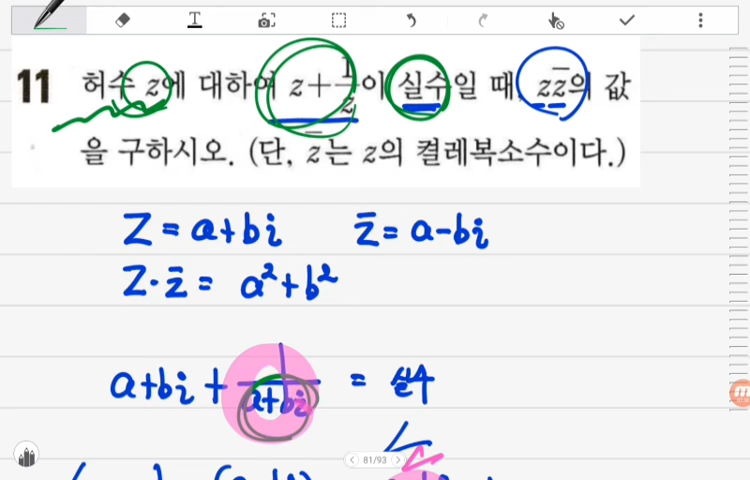 T
11 허수 z에 대하여 z+1/z이 실수일 때, zz̄의 값
을 구하시오. (단, z̄는 z의 켤레복소수이다.)
Z = a+bi z̄ = a-bi
Z·z̄ = a²+b²
a+bi + 1/(a+bi) = 실수
81/93